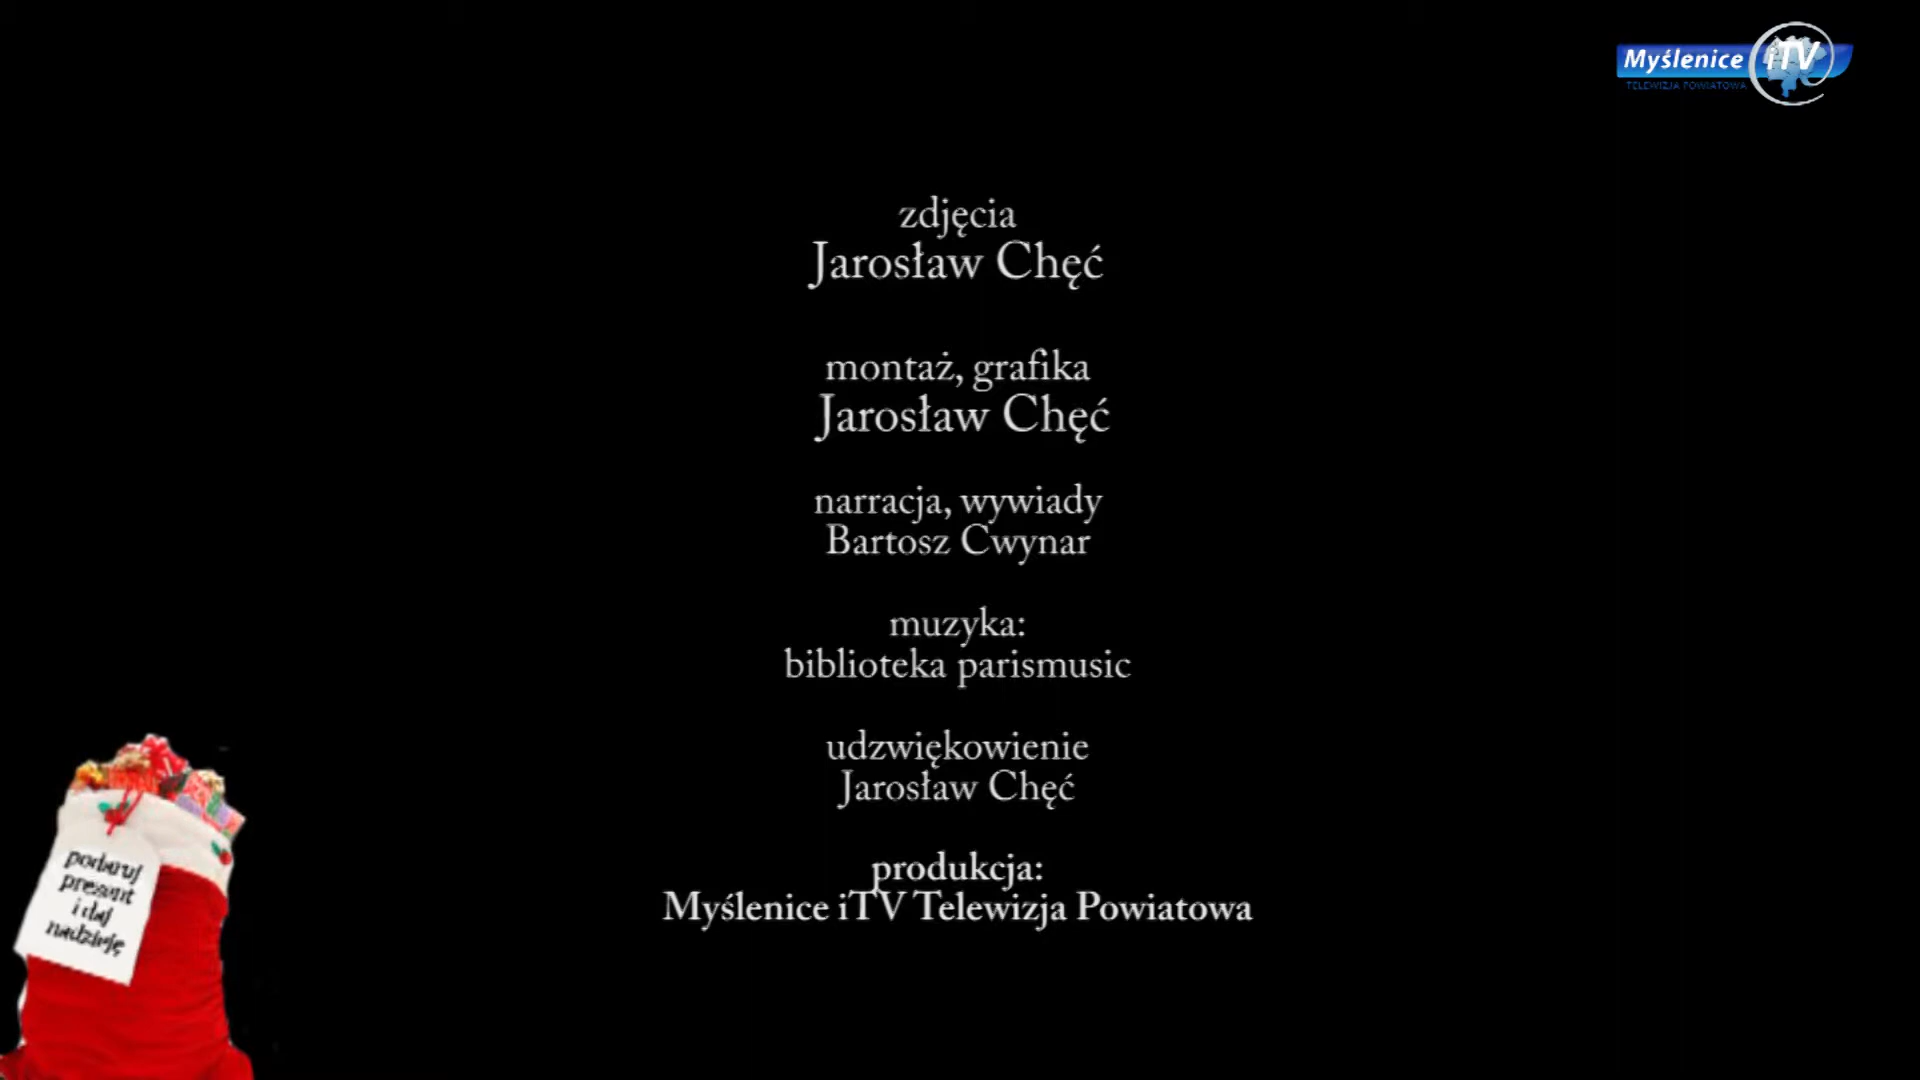 Myślenice iTV
TELEWIZJA POWIATOWA
zdjęcia
Jarosław Chęć
montaż, grafika
Jarosław Chęć
narracja, wywiady
Bartosz Cwynar
muzyka:
biblioteka parismusic
udzwiękowienie
Jarosław Chęć
produkcja:
Myślenice iTV Telewizja Powiatowa
podaruj
prezent
i daj
nadzieję